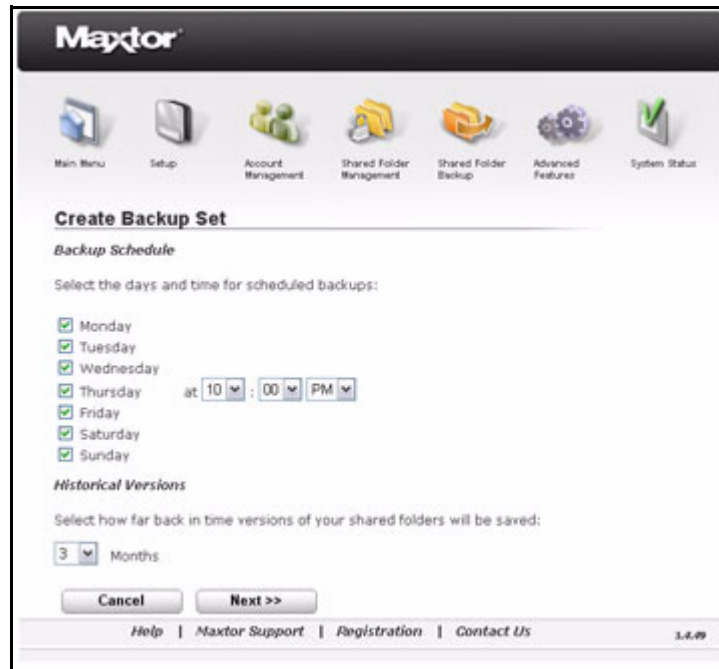 Maxtor
Main Menu
Setup
Account Management
Shared Folder Management
Shared Folder Backup
Advanced Features
System Status
Create Backup Set
Backup Schedule
Select the days and time for scheduled backups:
Monday
Tuesday
Wednesday
Thursday at 10 : 00 PM
Friday
Saturday
Sunday
Historical Versions
Select how far back in time versions of your shared folders will be saved:
3 Months
Cancel Next >>
Help | Maxtor Support | Registration | Contact Us